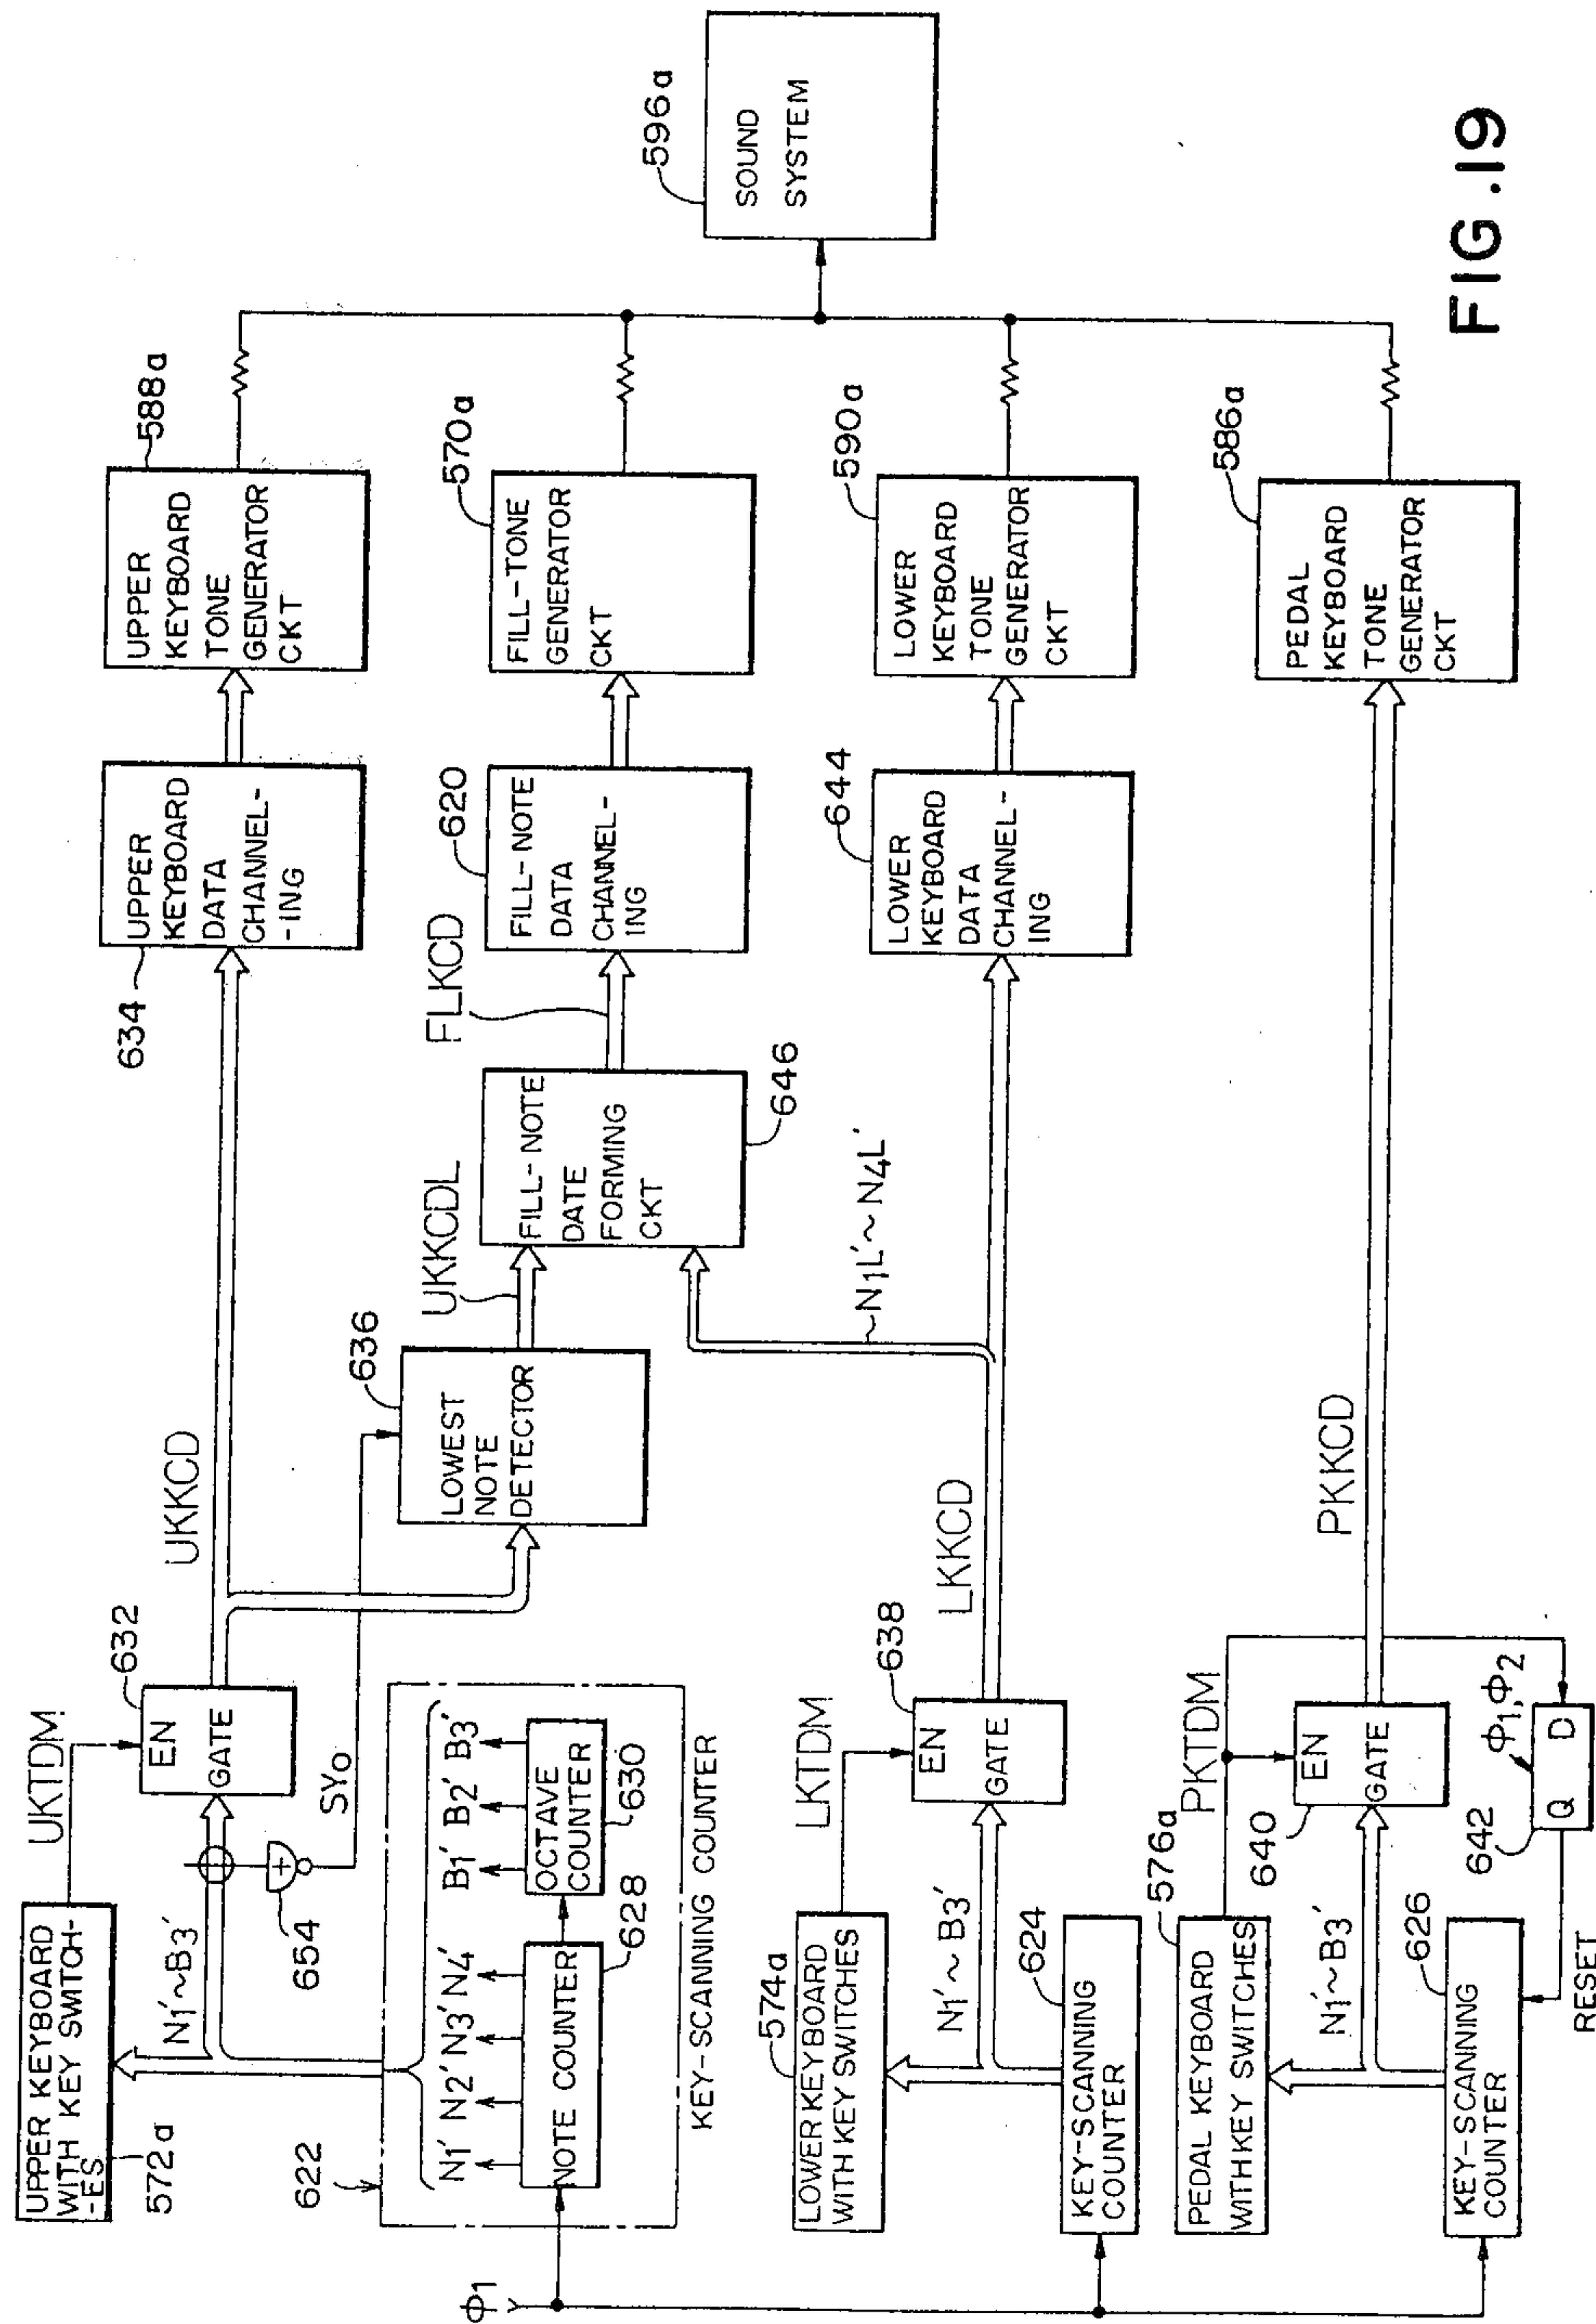 UPPER KEYBOARD
WITH KEY SWITCH-
-ES
572a
UKTDM
N1'~B3'
EN
GATE
632
654
SYo
UKKCD
634
UPPER
KEYBOARD
DATA
CHANNEL-
-ING
UPPER
KEYBOARD
TONE
GENERATOR
CKT
588a
622
N1' N2' N3' N4' B1' B2' B3'
NOTE COUNTER
628
OCTAVE
COUNTER
630
KEY-SCANNING COUNTER
Φ1
LOWEST
NOTE
DETECTOR
636
UKKCDL
FILL-NOTE
DATE
FORMING
CKT
646
FLKCD
FILL-NOTE
DATA
CHANNEL-
ING
620
FILL-TONE
GENERATOR
CKT
570a
SOUND
SYSTEM
596a
N1L'~N4L'
LOWER KEYBOARD
WITH KEY SWITCHES
574a
LKTDM
N1'~B3'
EN
GATE
638
KEY-SCANNING
COUNTER
624
LKKCD
LOWER
KEYBOARD
DATA
CHANNEL-
ING
644
LOWER
KEYBOARD
TONE
GENERATOR
CKT
590a
PEDAL KEYBOARD
WITH KEY SWITCHES
576a
PKTDM
N1'~B3'
EN
GATE
640
KEY-SCANNING
COUNTER
626
RESET
Q D
642
Φ1,Φ2
PKKCD
PEDAL
KEYBOARD
TONE
GENERATOR
CKT
586a
FIG.19